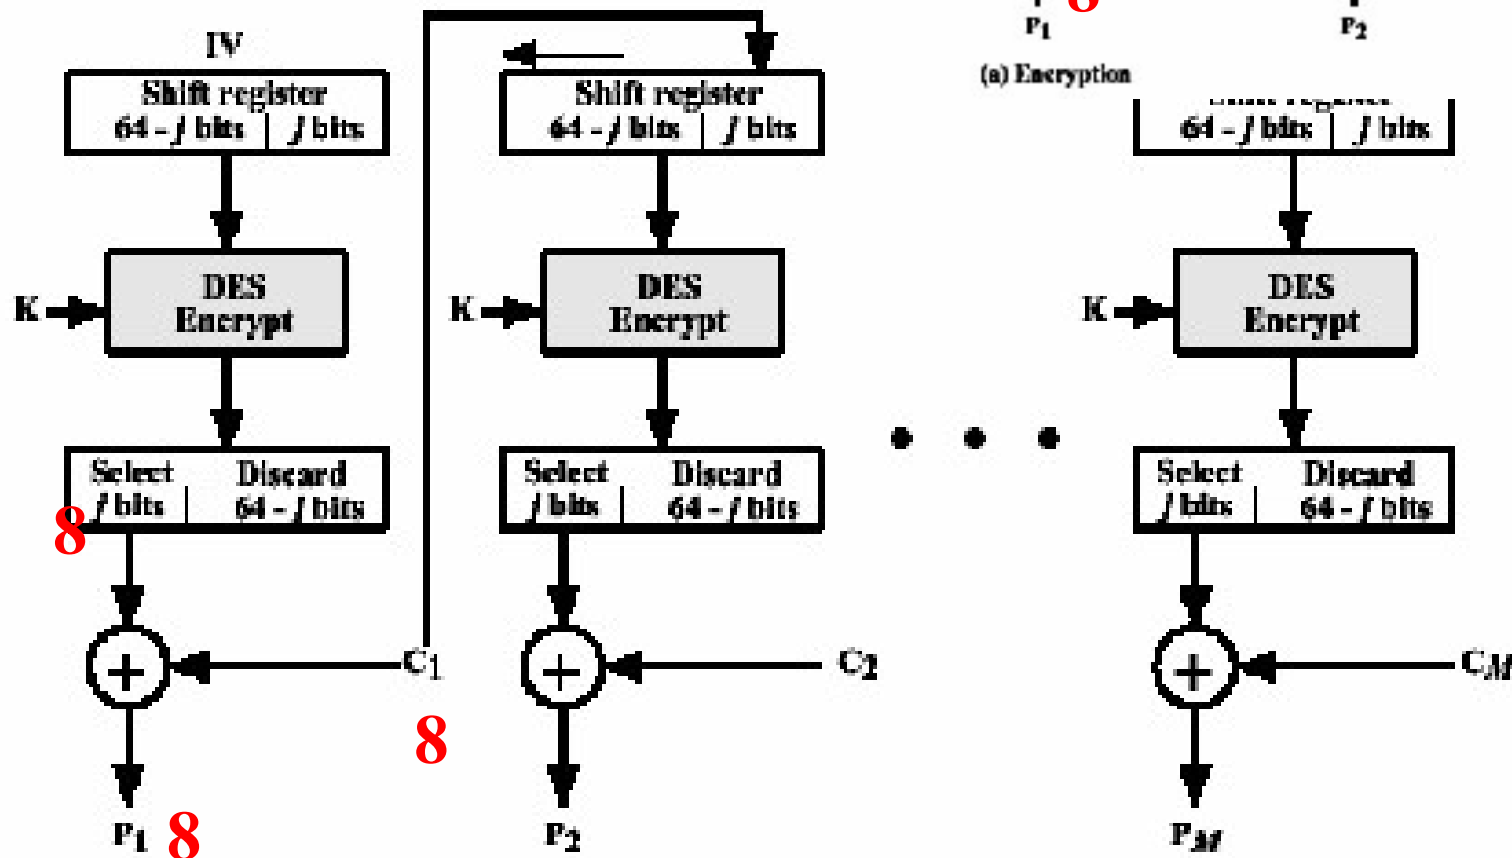 8
P1 P2
(a) Encryption
IV
Shift register
64 - j bits j bits
Shift register
64 - j bits j bits
Shift register
64 - j bits j bits
K DES Encrypt
K DES Encrypt
K DES Encrypt
Select Discard
j bits 64 - j bits
8
Select Discard
j bits 64 - j bits
Select Discard
j bits 64 - j bits
+ C1
8
+ C2
+ CM
P1 8
P2
PM